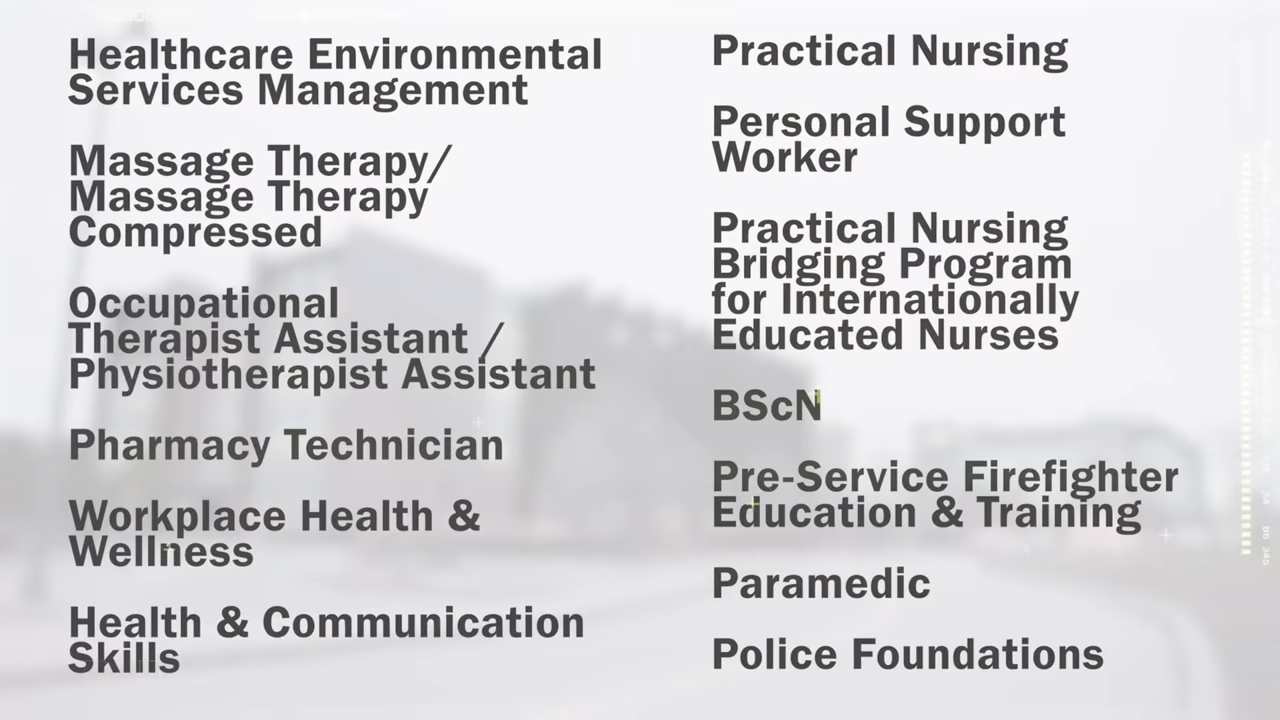 Healthcare Environmental
Services Management
Massage Therapy/
Massage Therapy
Compressed
Occupational
Therapist Assistant /
Physiotherapist Assistant
Pharmacy Technician
Workplace Health &
Wellness
Health & Communication
Skills
Practical Nursing
Personal Support
Worker
Practical Nursing
Bridging Program
for Internationally
Educated Nurses
BScN
Pre-Service Firefighter
Education & Training
Paramedic
Police Foundations